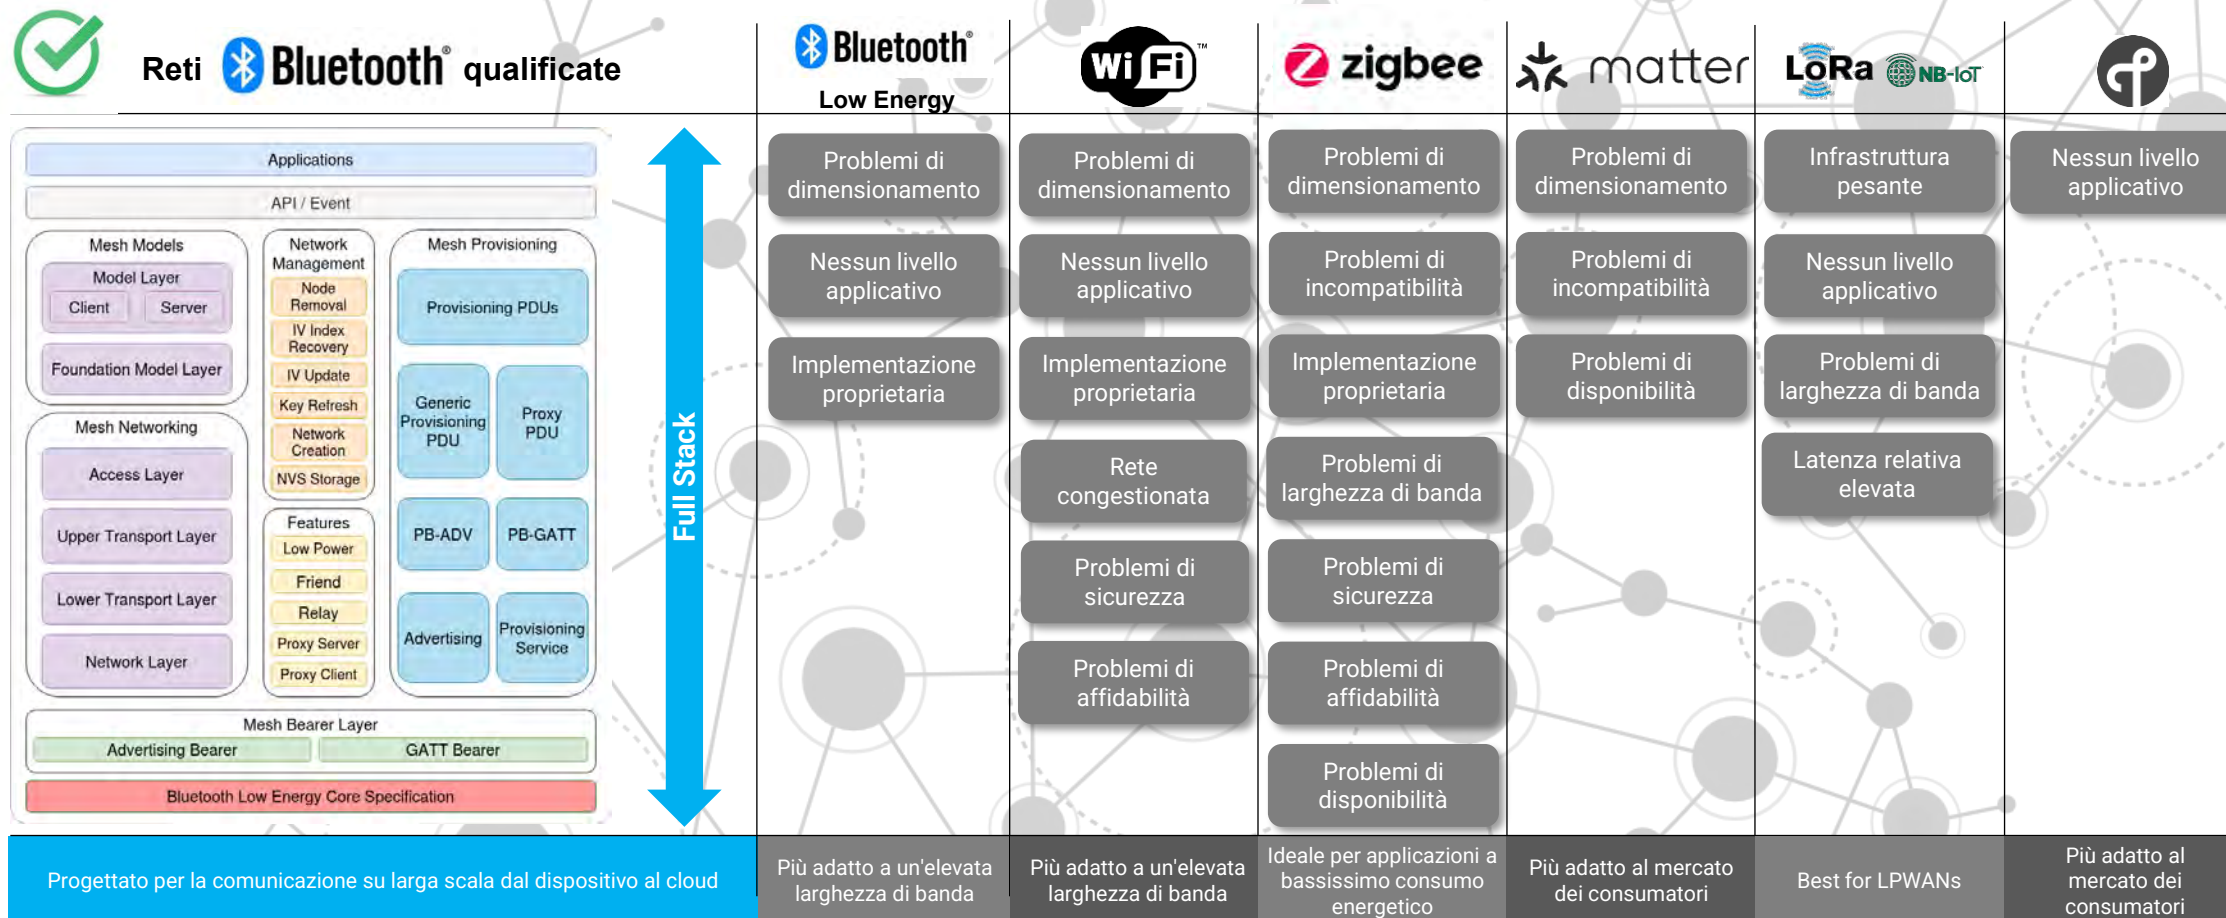 Reti Bluetooth® qualificate
Applications
API / Event
Mesh Models
Model Layer
Client
Server
Foundation Model Layer
Mesh Networking
Access Layer
Upper Transport Layer
Lower Transport Layer
Network Layer
Network
Management
Node
Removal
IV Index
Recovery
IV Update
Key Refresh
Network
Creation
NVS Storage
Features
Low Power
Friend
Relay
Proxy Server
Proxy Client
Mesh Provisioning
Provisioning PDUs
Generic
Provisioning
PDU
Proxy
PDU
PB-ADV
PB-GATT
Advertising
Provisioning
Service
Mesh Bearer Layer
Advertising Bearer
GATT Bearer
Bluetooth Low Energy Core Specification
Full Stack
Progettato per la comunicazione su larga scala dal dispositivo al cloud
Bluetooth®
Low Energy
Problemi di
dimensionamento
Nessun livello
applicativo
Implementazione
proprietaria
Più adatto a un'elevata
larghezza di banda
Wi Fi™
Problemi di
dimensionamento
Nessun livello
applicativo
Implementazione
proprietaria
Rete
congestionata
Problemi di
sicurezza
Problemi di
affidabilità
Più adatto a un'elevata
larghezza di banda
zigbee
Problemi di
dimensionamento
Problemi di
incompatibilità
Implementazione
proprietaria
Problemi di
larghezza di banda
Problemi di
sicurezza
Problemi di
affidabilità
Problemi di
disponibilità
Ideale per applicazioni a
bassissimo consumo
energetico
matter
Problemi di
dimensionamento
Problemi di
incompatibilità
Problemi di
disponibilità
Più adatto al mercato
dei consumatori
LoRa NB-IoT
Infrastruttura
pesante
Nessun livello
applicativo
Problemi di
larghezza di banda
Latenza relativa
elevata
Best for LPWANs
Nessun livello
applicativo
Più adatto al
mercato dei
consumatori